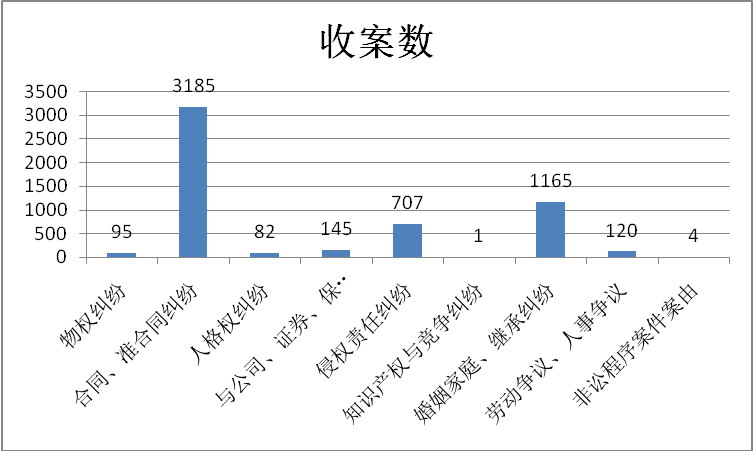 收案数
3500
3000
2500
2000
1500
1000
500
0
95
3185
82
145
707
1
1165
120
4
物权纠纷
合同、准合同纠纷
人格权纠纷
与公司、证券、保…
侵权责任纠纷
知识产权与竞争纠纷
婚姻家庭、继承纠纷
劳动争议、人事争议
非讼程序案件案由